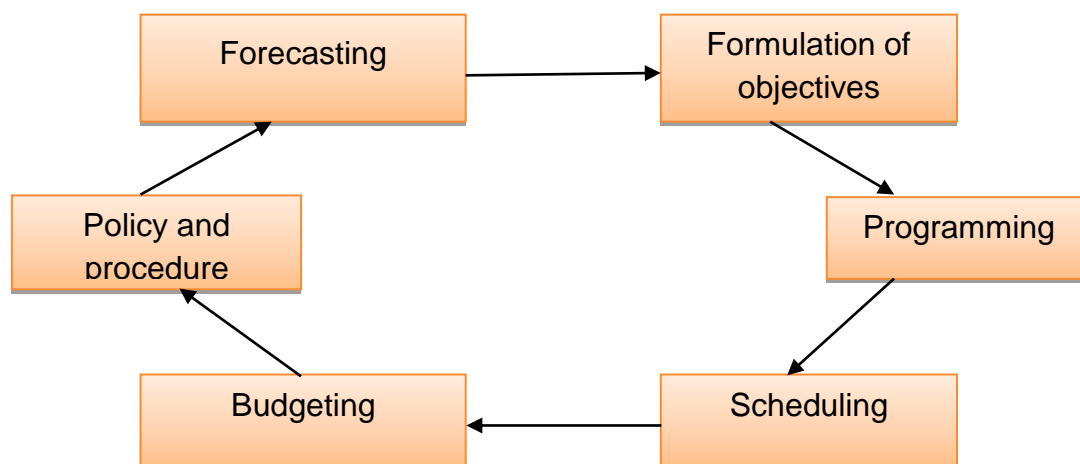 Forecasting
Formulation of
objectives
Policy and
procedure
Programming
Budgeting
Scheduling